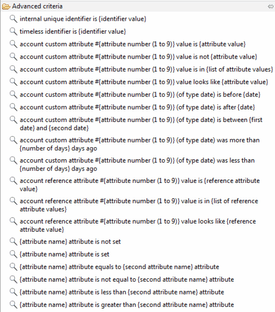 Advanced criteria
internal unique identifier is {identifier value}
timeless identifier is {identifier value}
account custom attribute #{attribute number (1 to 9)} value is {attribute value}
account custom attribute #{attribute number (1 to 9)} value is not {attribute value}
account custom attribute #{attribute number (1 to 9)} value is in {list of attribute values}
account custom attribute #{attribute number (1 to 9)} value looks like {attribute value}
account custom attribute #{attribute number (1 to 9)} (of type date) is before {date}
account custom attribute #{attribute number (1 to 9)} (of type date) is after {date}
account custom attribute #{attribute number (1 to 9)} (of type date) is between {first
date} and {second date}
account custom attribute #{attribute number (1 to 9)} (of type date) was more than
{number of days} days ago
account custom attribute #{attribute number (1 to 9)} (of type date) was less than
{number of days} days ago
account reference attribute #{attribute number (1 to 9)} value is {reference attribute
value}
account reference attribute #{attribute number (1 to 9)} value is in {list of reference
attribute values}
account reference attribute #{attribute number (1 to 9)} value looks like {reference
attribute value}
{attribute name} attribute is not set
{attribute name} attribute is set
{attribute name} attribute equals to {second attribute name} attribute
{attribute name} attribute is not equal to {second attribute name} attribute
{attribute name} attribute is less than {second attribute name} attribute
{attribute name} attribute is greater than {second attribute name} attribute